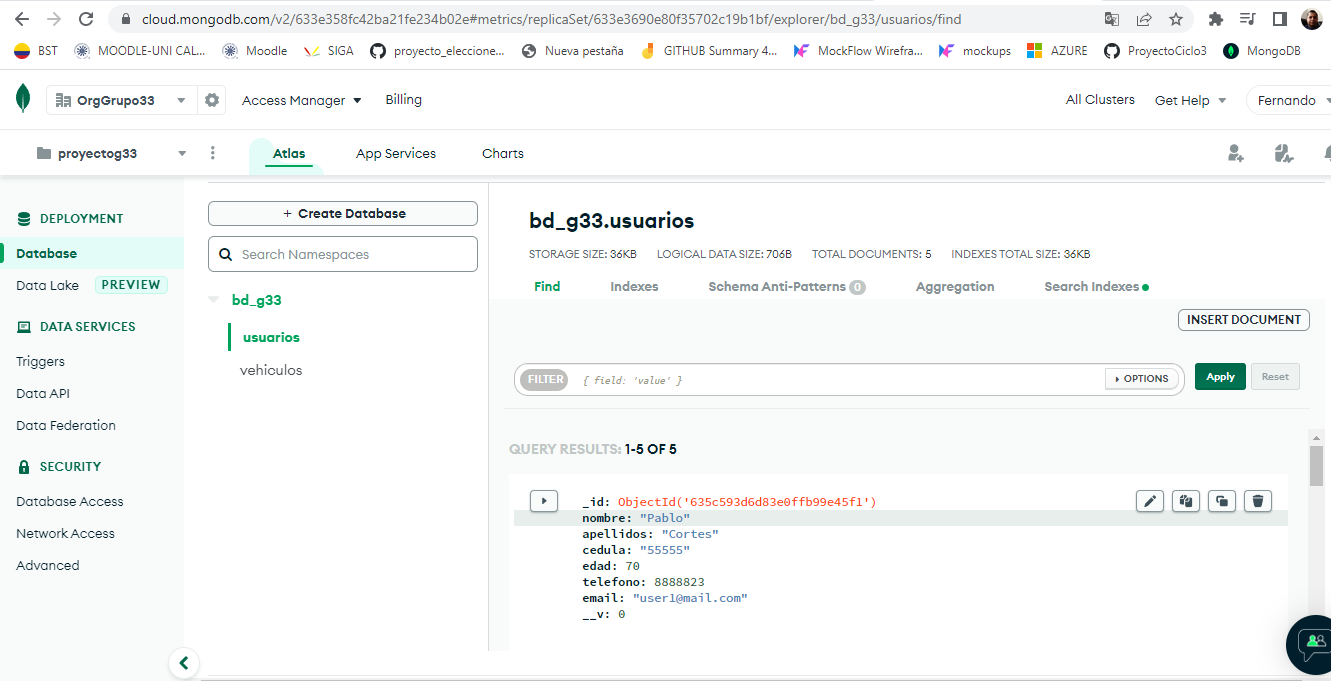 cloud.mongodb.com/v2/633e358fc42ba21fe234b02e#metrics/replicaSet/633e3690e80f35702c19b1bf/explorer/bd_g33/usuarios/find
BST MOODLE-UNI CAL... Moodle SIGA proyecto_eleccione... Nueva pestaña GITHUB Summary 4... MockFlow Wirefram... mockups AZURE ProyectoCiclo3 MongoDB
OrgGrupo33 Access Manager Billing All Clusters Get Help Fernando
proyectog33 Atlas App Services Charts
DEPLOYMENT
Database
Data Lake PREVIEW
DATA SERVICES
Triggers
Data API
Data Federation
SECURITY
Database Access
Network Access
Advanced
+ Create Database
Search Namespaces
bd_g33
usuarios
vehiculos
bd_g33.usuarios
STORAGE SIZE: 36KB LOGICAL DATA SIZE: 706B TOTAL DOCUMENTS: 5 INDEXES TOTAL SIZE: 36KB
Find Indexes Schema Anti-Patterns 0 Aggregation Search Indexes
INSERT DOCUMENT
FILTER { field: 'value' } OPTIONS Apply Reset
QUERY RESULTS: 1-5 OF 5
_id: ObjectId('635c593d6d83e0ffb99e45f1')
nombre: "Pablo"
apellidos: "Cortes"
cedula: "55555"
edad: 70
telefono: 8888823
email: "user1@mail.com"
__v: 0